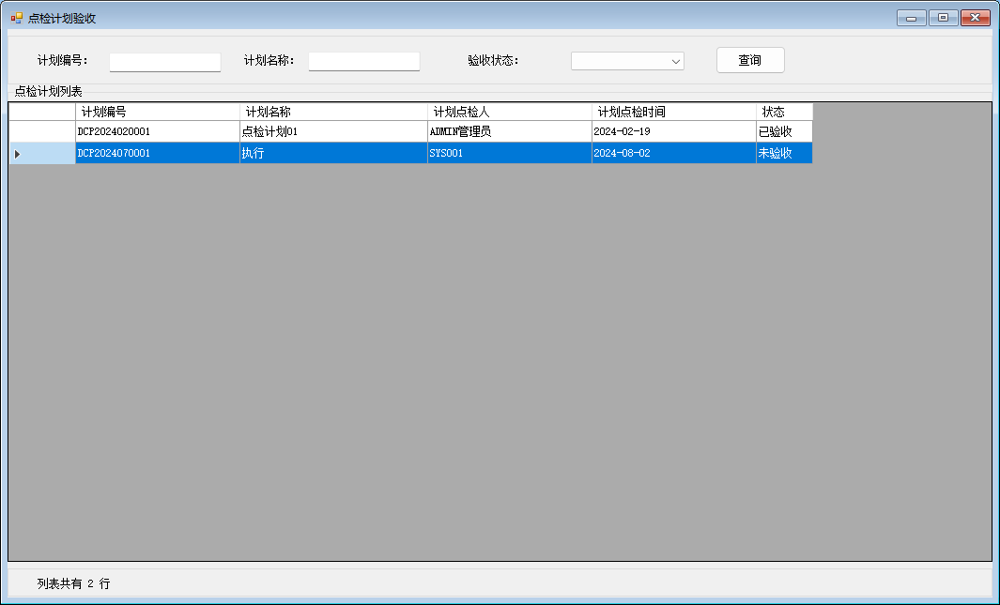 点检计划验收
计划编号： 计划名称： 验收状态： 查询
点检计划列表
计划编号 计划名称 计划点检人 计划点检时间 状态
DCP2024020001 点检计划01 ADMIN管理员 2024-02-19 已验收
DCP2024070001 执行 SYS001 2024-08-02 未验收
列表共有 2 行